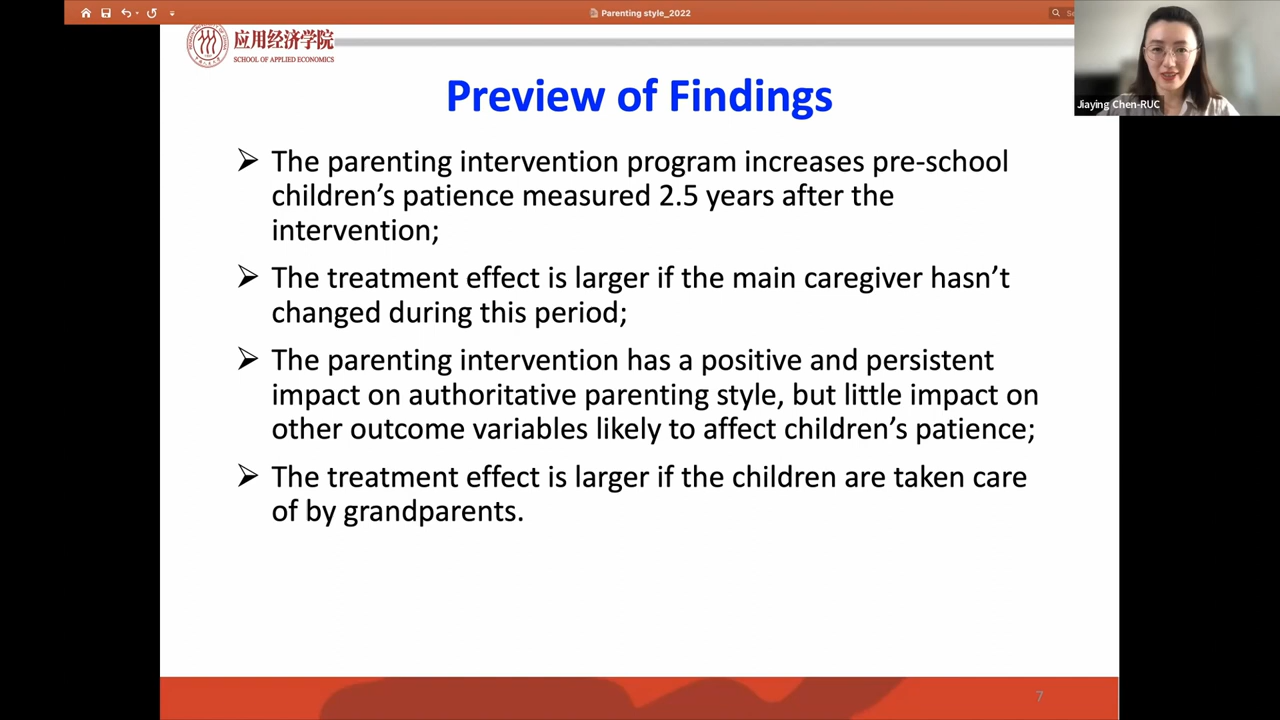 Parenting style_2022
应用经济学院
SCHOOL OF APPLIED ECONOMICS
Jiaying Chen-RUC
Preview of Findings
The parenting intervention program increases pre-school
children’s patience measured 2.5 years after the
intervention;
The treatment effect is larger if the main caregiver hasn’t
changed during this period;
The parenting intervention has a positive and persistent
impact on authoritative parenting style, but little impact on
other outcome variables likely to affect children’s patience;
The treatment effect is larger if the children are taken care
of by grandparents.
7